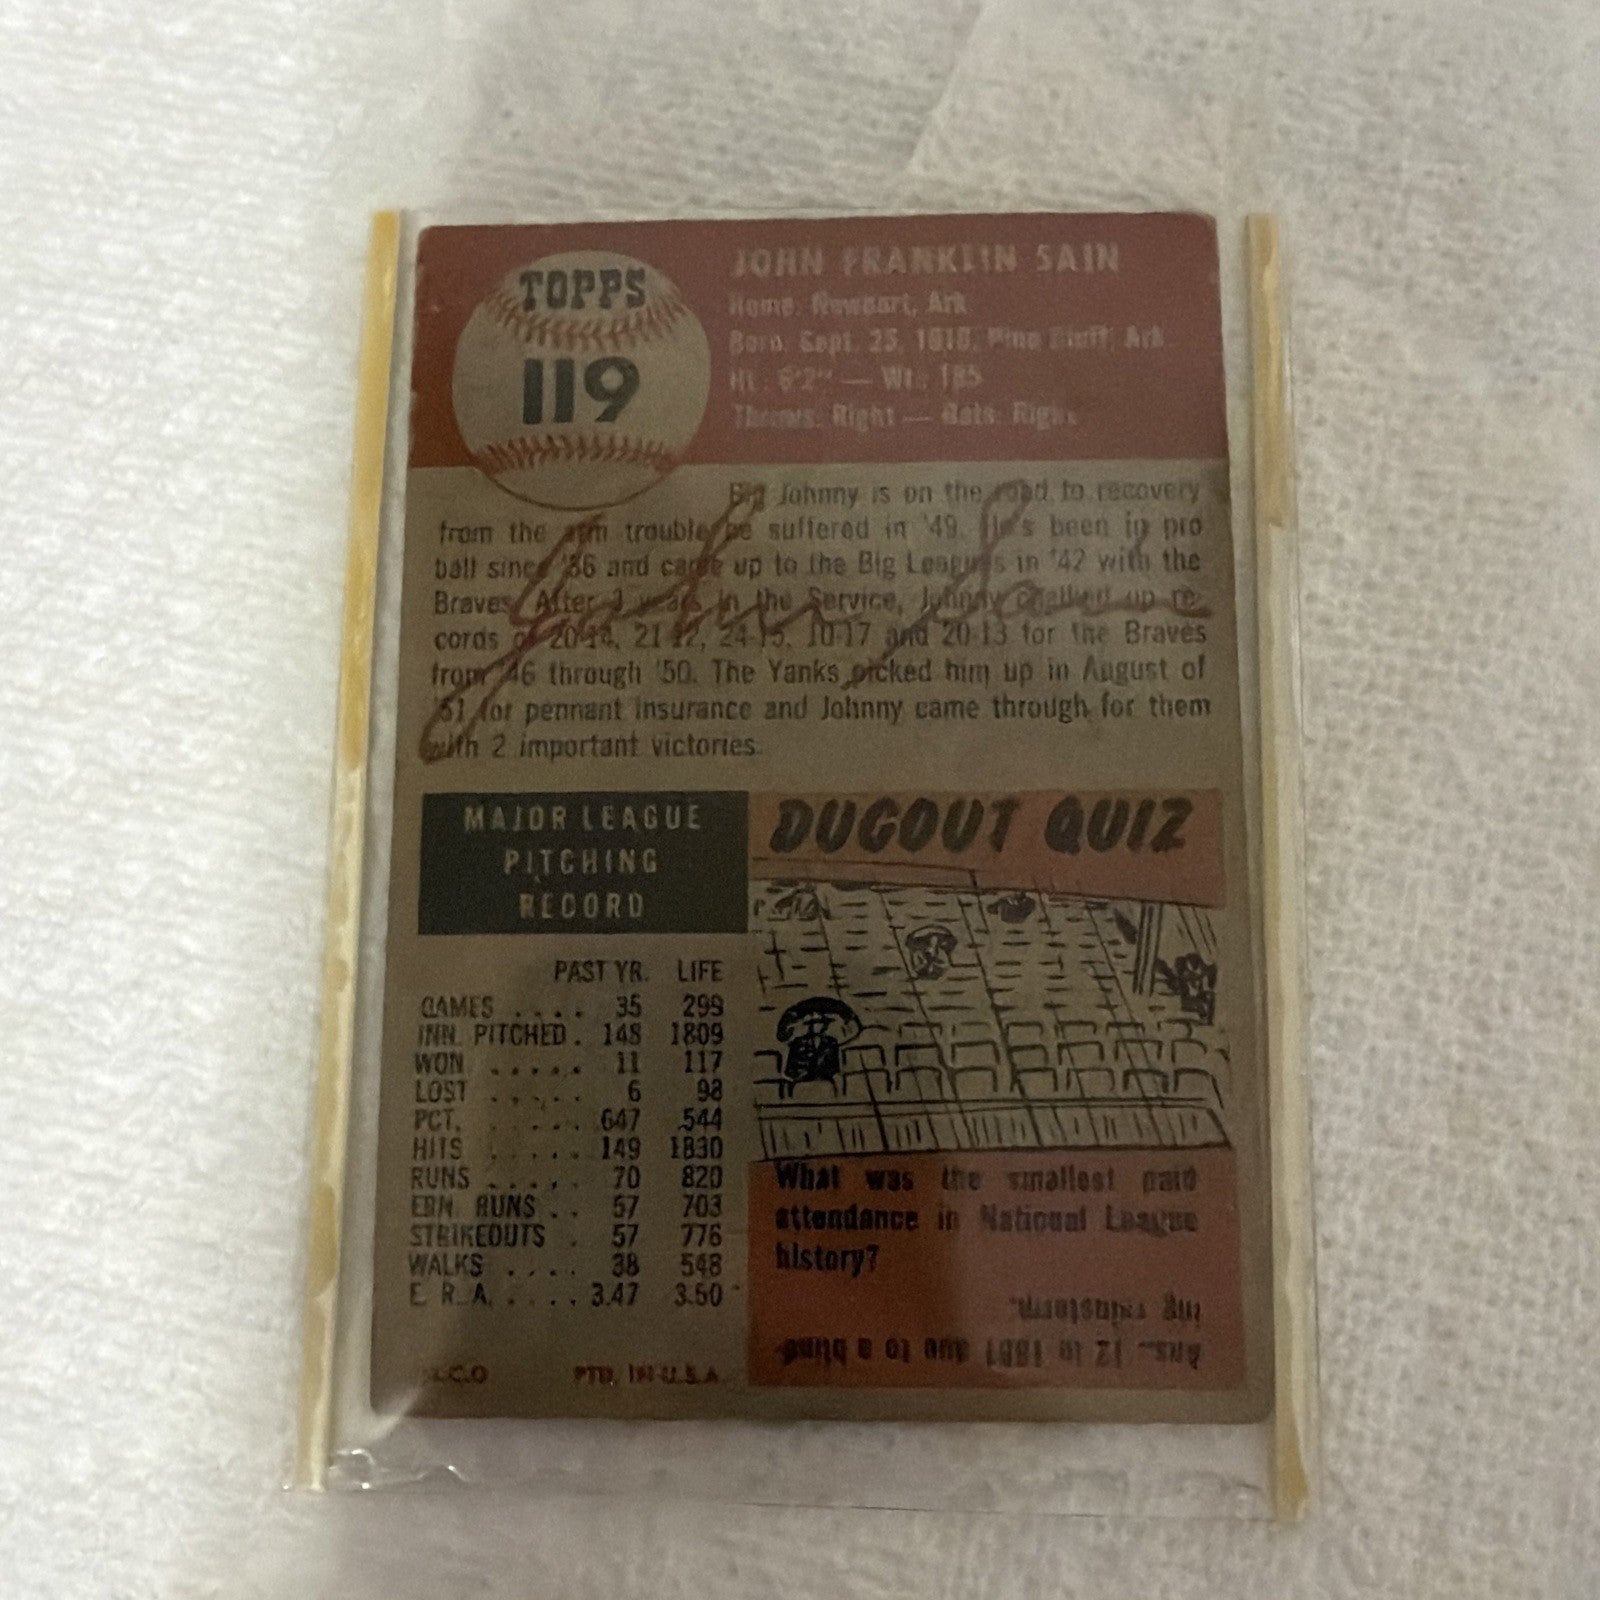 TOPPS
119
JOHN FRANKLIN SAIN
Home: Newport, Ark
Born: Sept. 25, 1918, Pine Bluff, Ark
Ht.: 6'2" — Wt.: 185
Throws: Right — Bats: Right
Big Johnny is on the road to recovery
from the arm trouble he suffered in '49. He's been in pro
ball since '36 and came up to the Big Leagues in '42 with the
Braves. After 3 years in the Service, Johnny chalked up re-
cords of 20-14, 21-12, 24-15, 10-17 and 20-13 for the Braves
from '46 through '50. The Yanks picked him up in August of
'51 for pennant insurance and Johnny came through for them
with 2 important victories.
John Sain
MAJOR LEAGUE
PITCHING
RECORD
PAST YR. LIFE
GAMES .... 35 299
INN. PITCHED . 148 1809
WON ..... 11 117
LOST ..... 6 98
PCT. ..... .647 .544
HITS ..... 149 1830
RUNS ..... 70 820
ERN. RUNS .. 57 703
STRIKEOUTS . 57 776
WALKS .... 38 548
E. R. A. .... 3.47 3.50
T.C.G. PTD. IN U.S.A.
DUGOUT QUIZ
What was the smallest paid
attendance in National League
history?
Ans.: 12 in 1881 due to a blind-
ing rainstorm.